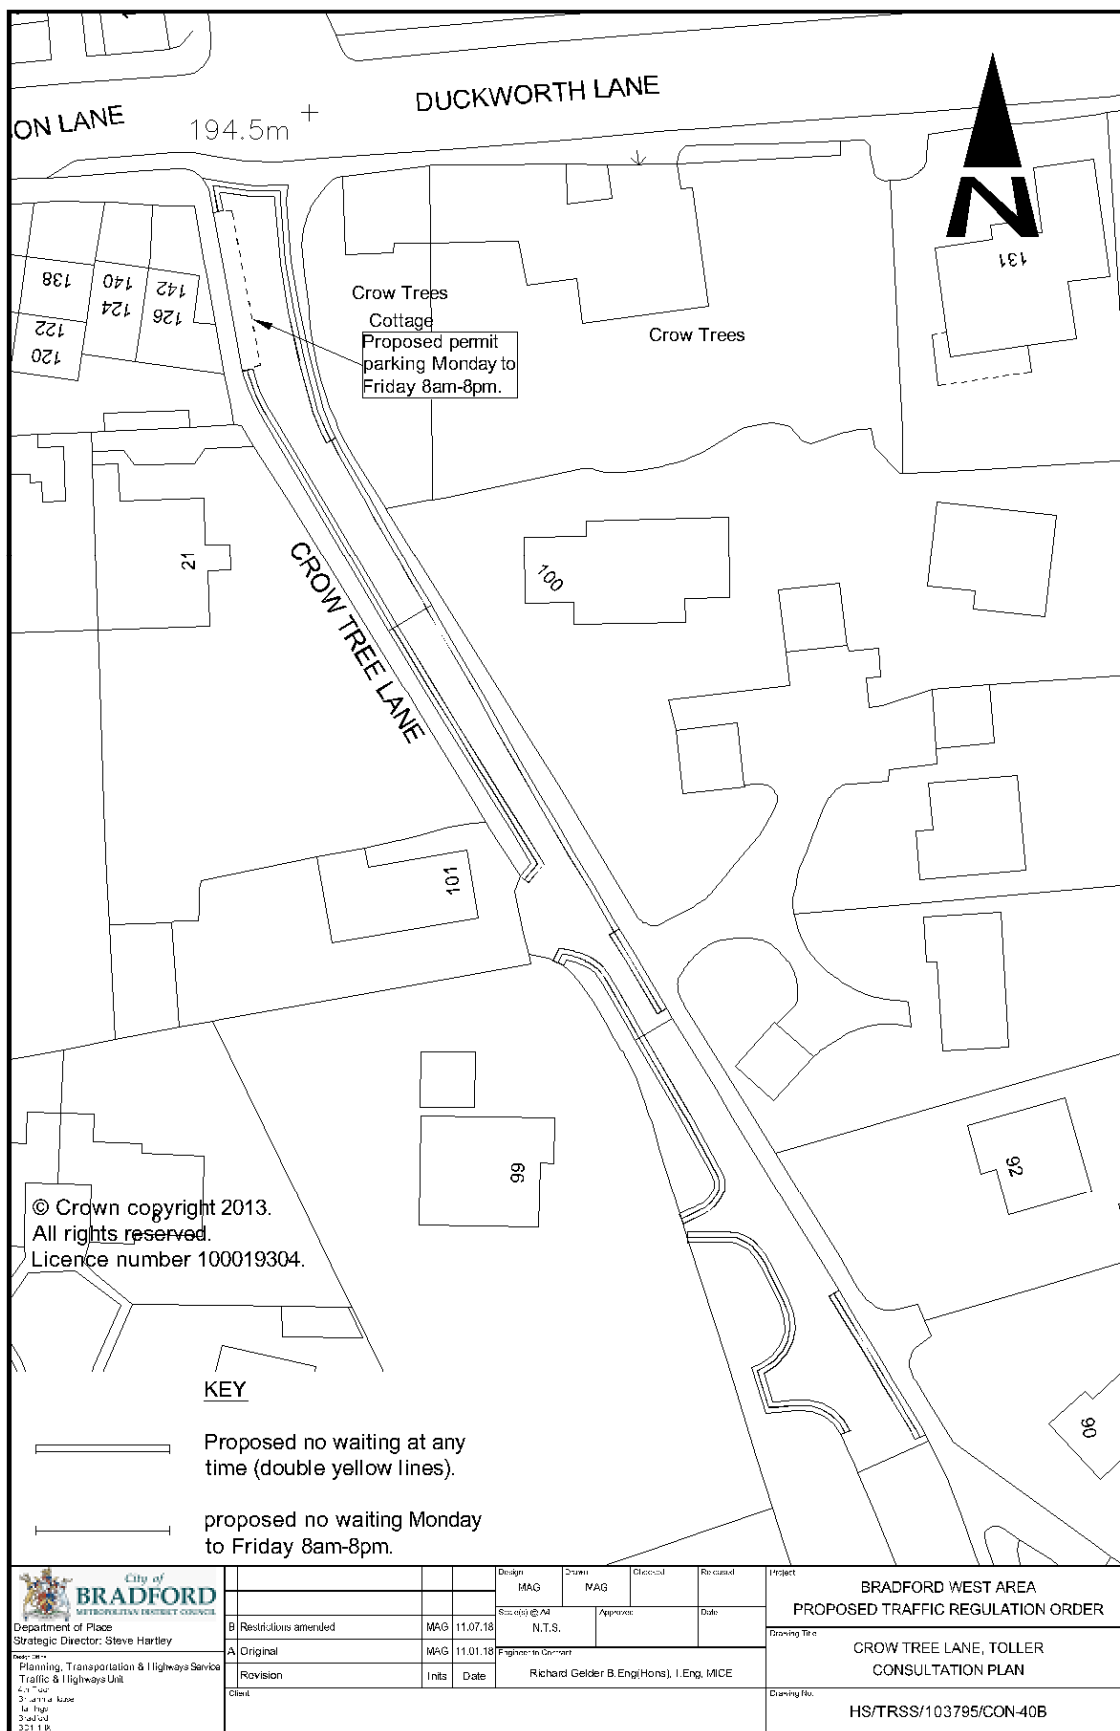 ON LANE
194.5m
DUCKWORTH LANE
N
138
140
142
122
124
126
120
Crow Trees
Cottage
Crow Trees
131
Proposed permit
parking Monday to
Friday 8am-8pm.
21
100
CROW TREE LANE
101
99
92
90
© Crown copyright 2013.
8
All rights reserved.
Licence number 100019304.
KEY
Proposed no waiting at any
time (double yellow lines).
proposed no waiting Monday
to Friday 8am-8pm.
City of
BRADFORD
METROPOLITAN DISTRICT COUNCIL
Department of Place
Strategic Director: Steve Hartley
Planning, Transportation & Highways Service
Traffic & Highways Unit
B Restrictions amended MAG 11.07.18
A Original MAG 11.01.18
Revision Inits Date
Client
Design Drawn Checked
MAG MAG
Scale(s) @ A4 Approved Date
N.T.S.
Engineer to Contract
Richard Gelder B.Eng(Hons), I.Eng, MICE
Project
BRADFORD WEST AREA
PROPOSED TRAFFIC REGULATION ORDER
Drawing Title
CROW TREE LANE, TOLLER
CONSULTATION PLAN
Drawing No.
HS/TRSS/103795/CON-40B